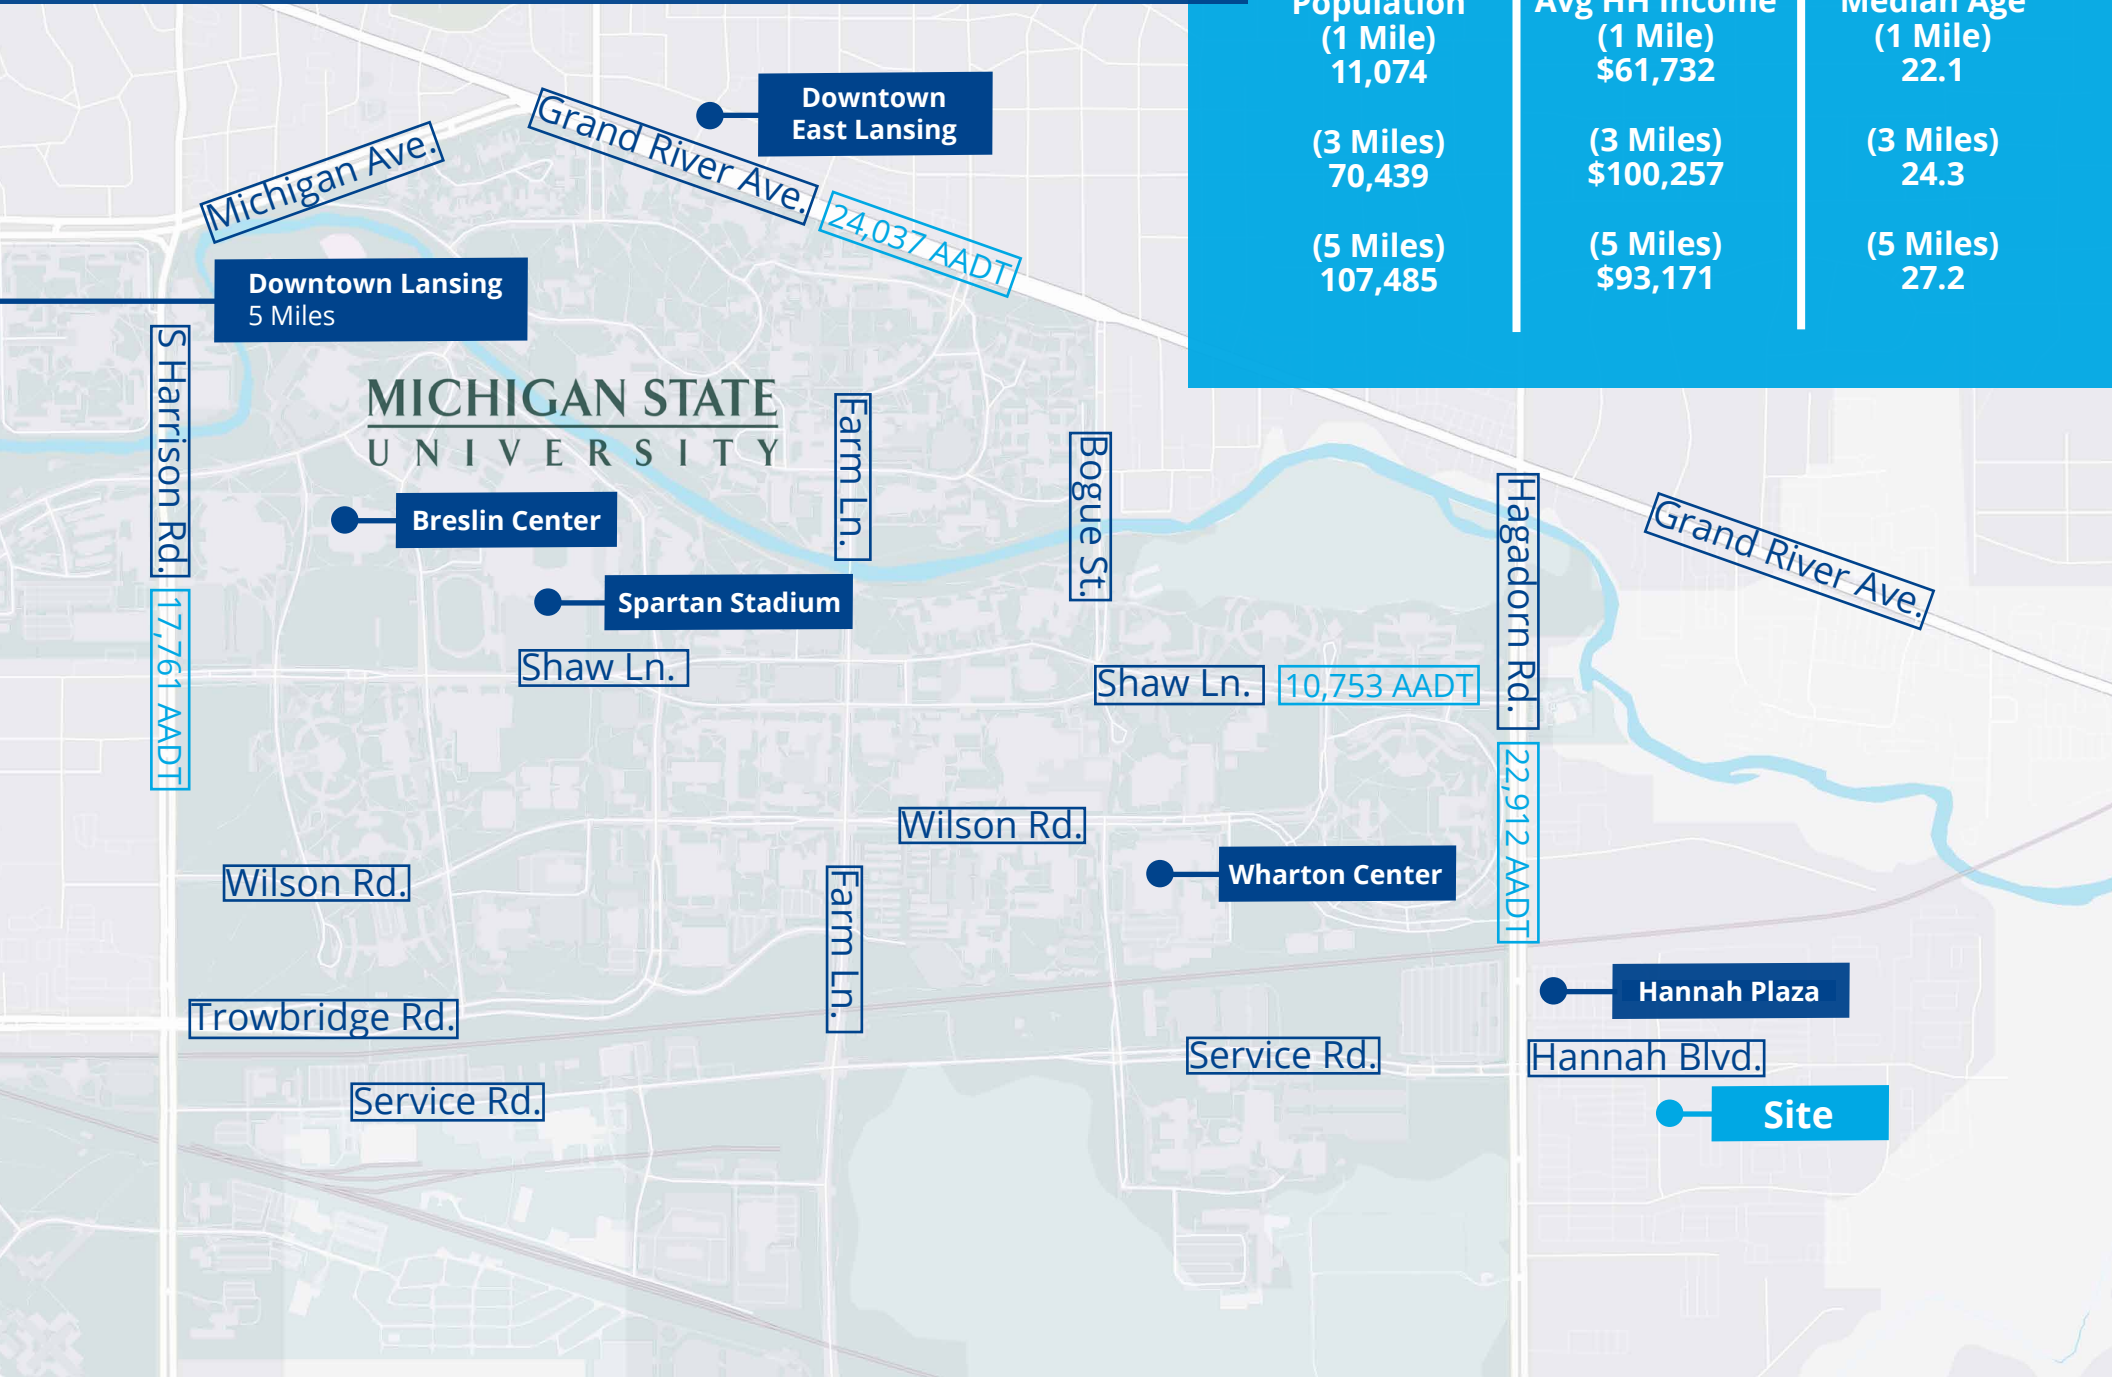 Population
(1 Mile)
11,074
(3 Miles)
70,439
(5 Miles)
107,485
Avg HH Income
(1 Mile)
$61,732
(3 Miles)
$100,257
(5 Miles)
$93,171
Median Age
(1 Mile)
22.1
(3 Miles)
24.3
(5 Miles)
27.2
Downtown
East Lansing
Grand River Ave.
24,037 AADT
Michigan Ave.
Downtown Lansing
5 Miles
S Harrison Rd.
17,761 AADT
MICHIGAN STATE
UNIVERSITY
Farm Ln.
Bogue St.
Hagadorn Rd.
22,912 AADT
Grand River Ave.
Breslin Center
Spartan Stadium
Shaw Ln.
Shaw Ln.
10,753 AADT
Wilson Rd.
Wilson Rd.
Wharton Center
Farm Ln.
Hannah Plaza
Trowbridge Rd.
Service Rd.
Hannah Blvd.
Service Rd.
Site